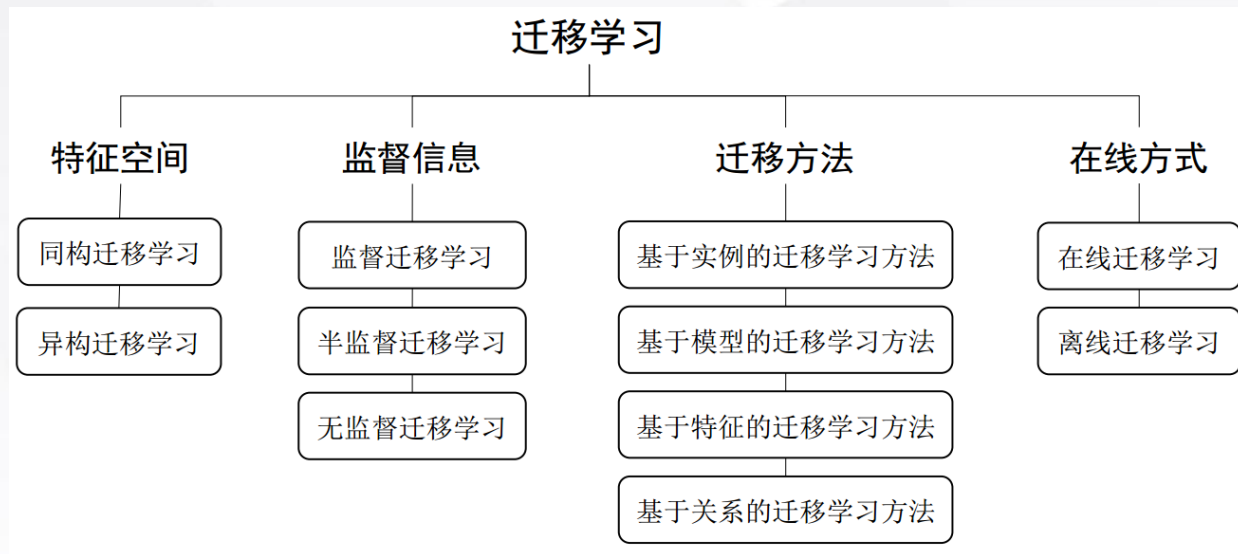 迁移学习
特征空间
监督信息
迁移方法
在线方式
同构迁移学习
异构迁移学习
监督迁移学习
半监督迁移学习
无监督迁移学习
基于实例的迁移学习方法
基于模型的迁移学习方法
基于特征的迁移学习方法
基于关系的迁移学习方法
在线迁移学习
离线迁移学习